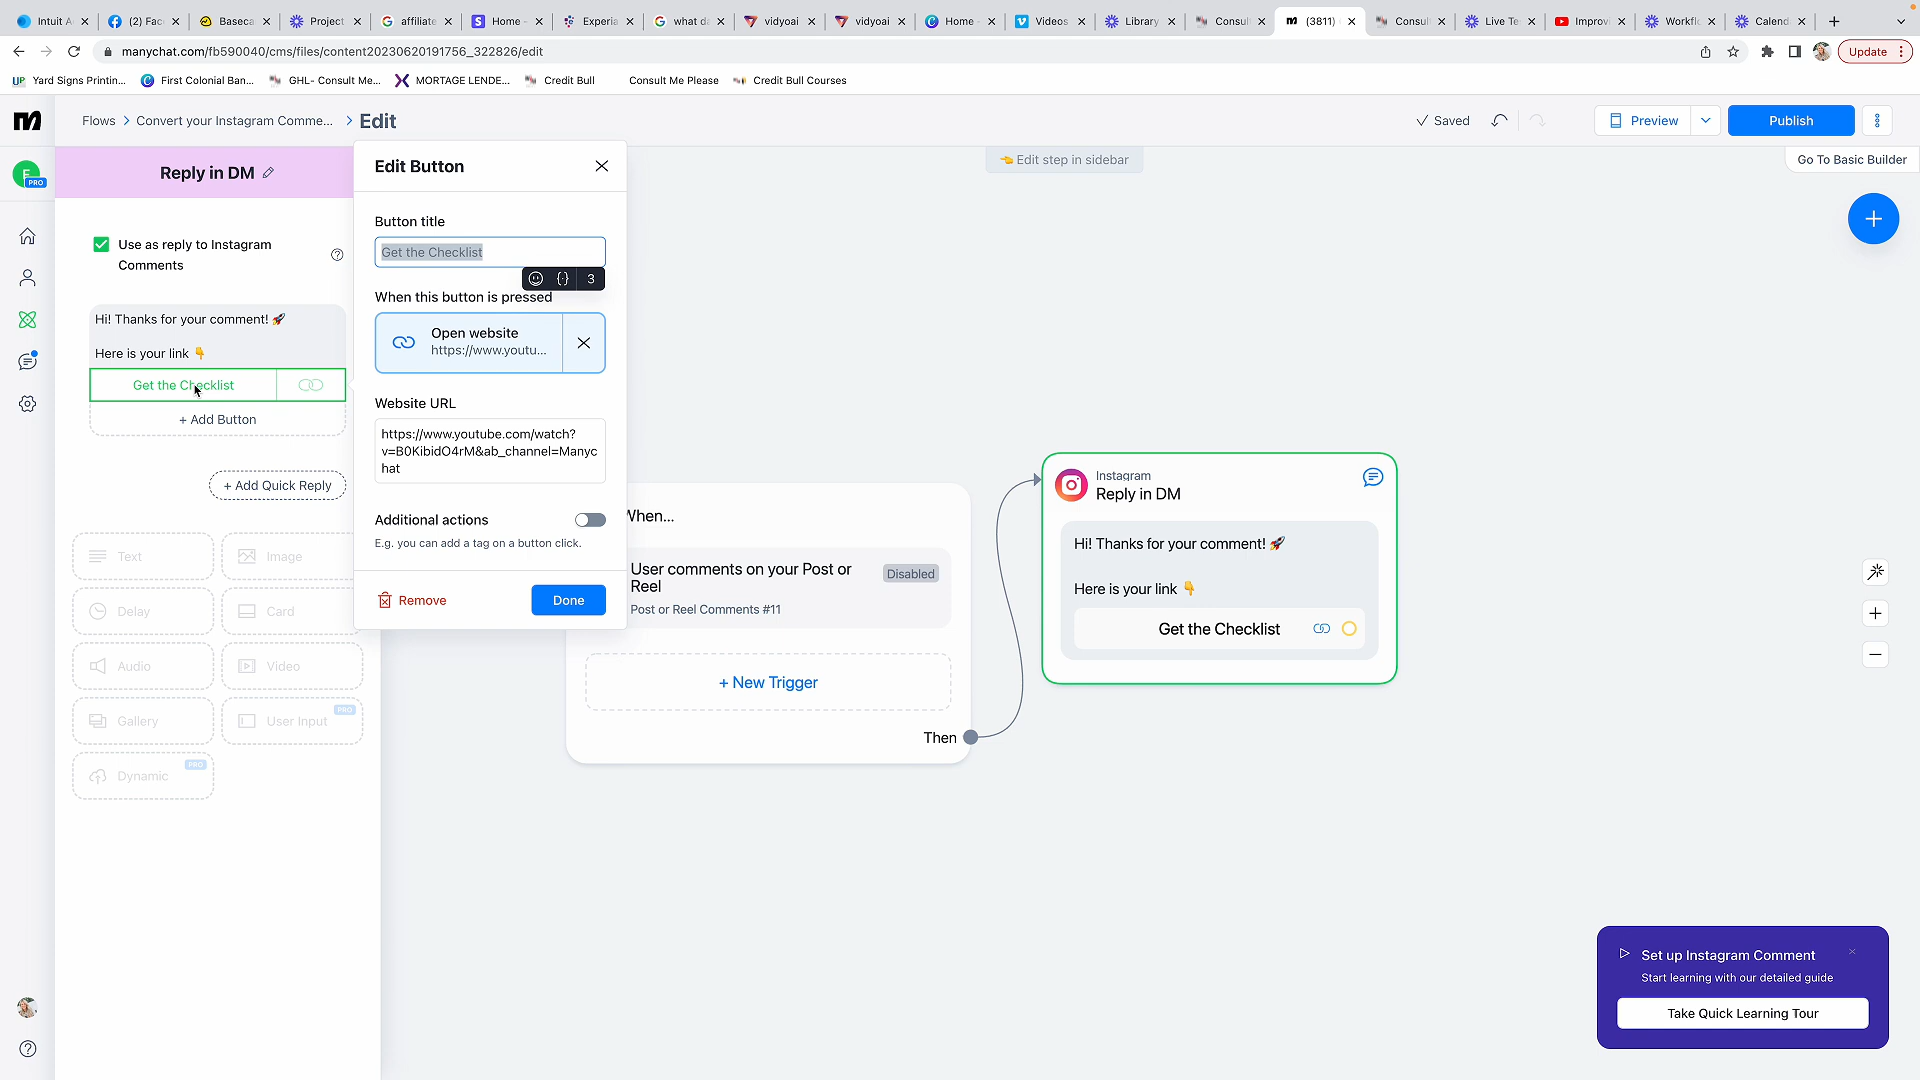 Intuit A
(2) Fac
Baseca
Project
affiliate
Home -
Experia
what da
vidyoai
vidyoai
Home -
Videos
Library
Consul
(3811)
Consul
Live Te
Improvi
Workflo
Calend
manychat.com/fb590040/cms/files/content20230620191756_322826/edit
Update
Yard Signs Printin...
First Colonial Ban...
GHL- Consult Me...
MORTAGE LENDE...
Credit Bull
Consult Me Please
Credit Bull Courses
Flows
Convert your Instagram Comme...
Edit
Saved
Preview
Publish
PRO
Reply in DM
Edit step in sidebar
Go To Basic Builder
Use as reply to Instagram
Comments
Hi! Thanks for your comment! 🚀
Here is your link 👇
Get the Checklist
+ Add Button
+ Add Quick Reply
Text
Image
Delay
Card
Audio
Video
Gallery
User Input
PRO
Dynamic
PRO
Edit Button
Button title
Get the Checklist
3
When this button is pressed
Open website
https://www.youtu...
Website URL
https://www.youtube.com/watch?
v=B0KibidO4rM&ab_channel=Manyc
hat
Additional actions
E.g. you can add a tag on a button click.
Remove
Done
When...
User comments on your Post or
Reel
Disabled
Post or Reel Comments #11
+ New Trigger
Then
Instagram
Reply in DM
Hi! Thanks for your comment! 🚀
Here is your link 👇
Get the Checklist
Set up Instagram Comment
Start learning with our detailed guide
Take Quick Learning Tour